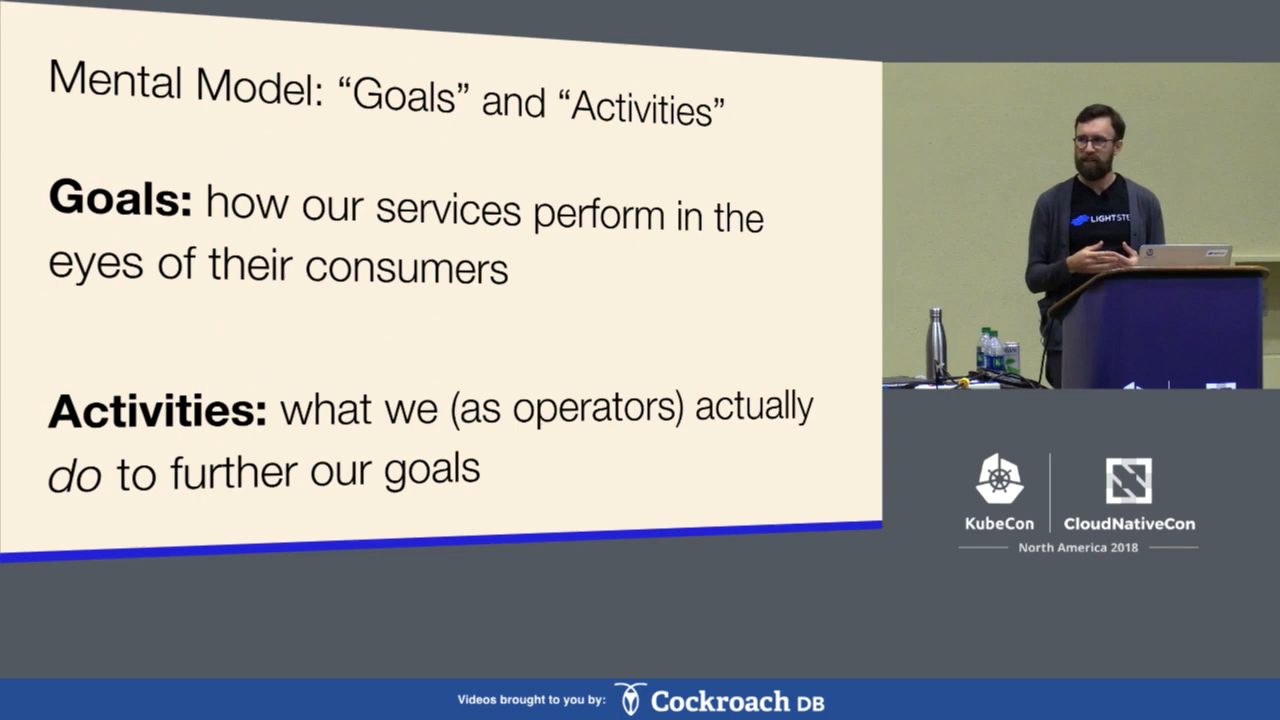 Mental Model: “Goals” and “Activities”
Goals: how our services perform in the
eyes of their consumers
Activities: what we (as operators) actually
do to further our goals
LIGHTSTE
KubeCon
CloudNativeCon
North America 2018
Videos brought to you by:
Cockroach DB